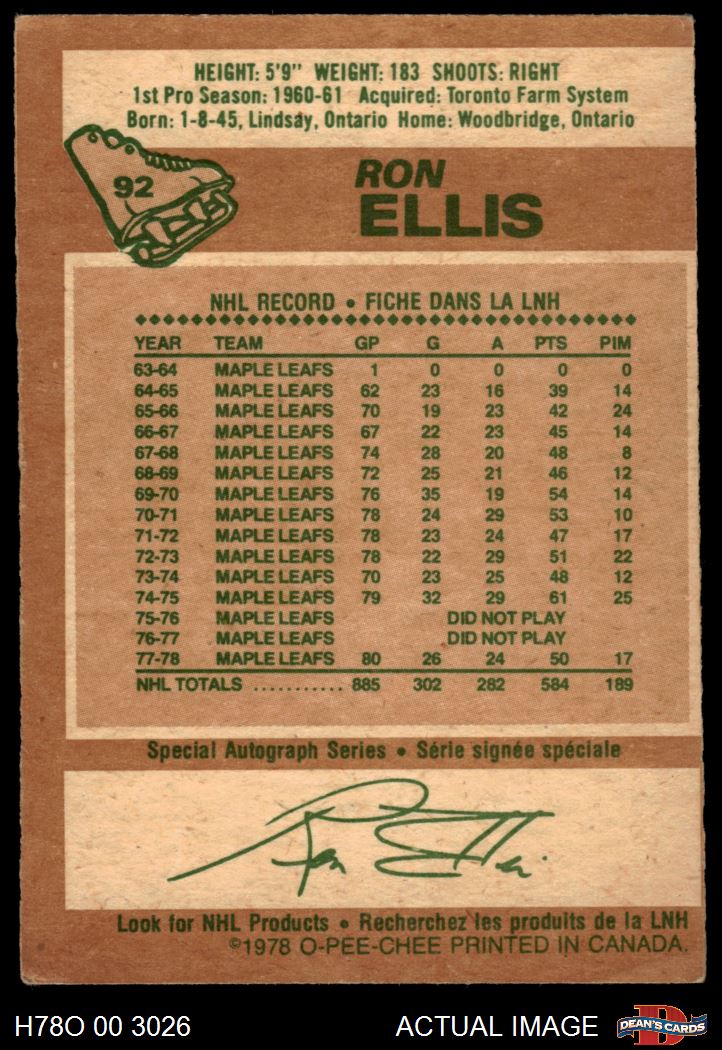 HEIGHT: 5'9" WEIGHT: 183 SHOOTS: RIGHT
1st Pro Season: 1960-61 Acquired: Toronto Farm System
Born: 1-8-45, Lindsay, Ontario Home: Woodbridge, Ontario
92
RON
ELLIS
NHL RECORD • FICHE DANS LA LNH
YEAR TEAM GP G A PTS PIM
63-64 MAPLE LEAFS 1 0 0 0 0
64-65 MAPLE LEAFS 62 23 16 39 14
65-66 MAPLE LEAFS 70 19 23 42 24
66-67 MAPLE LEAFS 67 22 23 45 14
67-68 MAPLE LEAFS 74 28 20 48 8
68-69 MAPLE LEAFS 72 25 21 46 12
69-70 MAPLE LEAFS 76 35 19 54 14
70-71 MAPLE LEAFS 78 24 29 53 10
71-72 MAPLE LEAFS 78 23 24 47 17
72-73 MAPLE LEAFS 78 22 29 51 22
73-74 MAPLE LEAFS 70 23 25 48 12
74-75 MAPLE LEAFS 79 32 29 61 25
75-76 MAPLE LEAFS DID NOT PLAY
76-77 MAPLE LEAFS DID NOT PLAY
77-78 MAPLE LEAFS 80 26 24 50 17
NHL TOTALS ........... 885 302 282 584 189
Special Autograph Series • Série signée spéciale
Ron Ellis
Look for NHL Products • Recherchez les produits de la LNH
©1978 O-PEE-CHEE PRINTED IN CANADA.
H78O 00 3026 ACTUAL IMAGE D DEAN'S CARDS